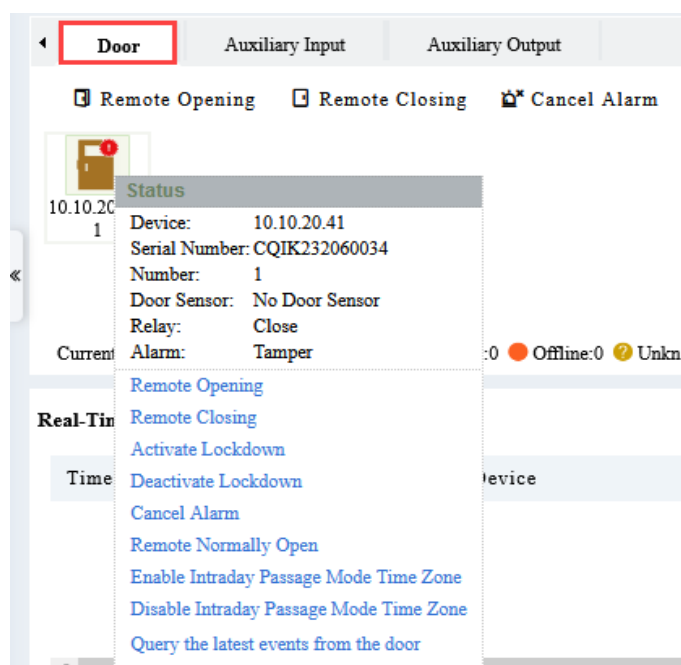 Door Auxiliary Input Auxiliary Output
Remote Opening Remote Closing Cancel Alarm
10.10.20
1
Status
Device: 10.10.20.41
Serial Number: CQIK232060034
Number: 1
Door Sensor: No Door Sensor
Relay: Close
Alarm: Tamper
Current :0 Offline:0 Unkn
Remote Opening
Remote Closing
Activate Lockdown
Deactivate Lockdown
Cancel Alarm
Remote Normally Open
Enable Intraday Passage Mode Time Zone
Disable Intraday Passage Mode Time Zone
Query the latest events from the door
Real-Tim
Time evice